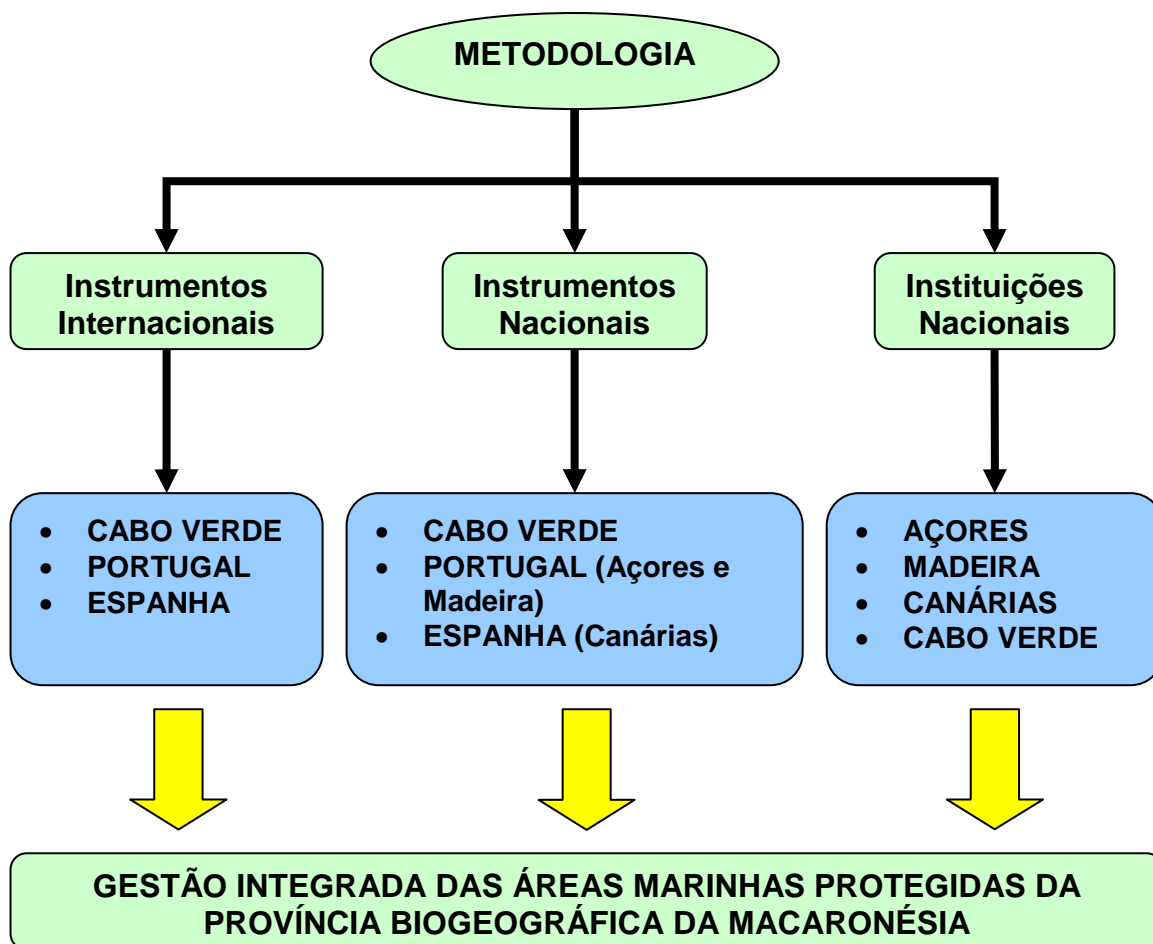 METODOLOGIA
Instrumentos
Internacionais
Instrumentos
Nacionais
Instituições
Nacionais
• CABO VERDE
• PORTUGAL
• ESPANHA
• CABO VERDE
• PORTUGAL (Açores e
Madeira)
• ESPANHA (Canárias)
• AÇORES
• MADEIRA
• CANÁRIAS
• CABO VERDE
GESTÃO INTEGRADA DAS ÁREAS MARINHAS PROTEGIDAS DA
PROVÍNCIA BIOGEOGRÁFICA DA MACARONÉSIA